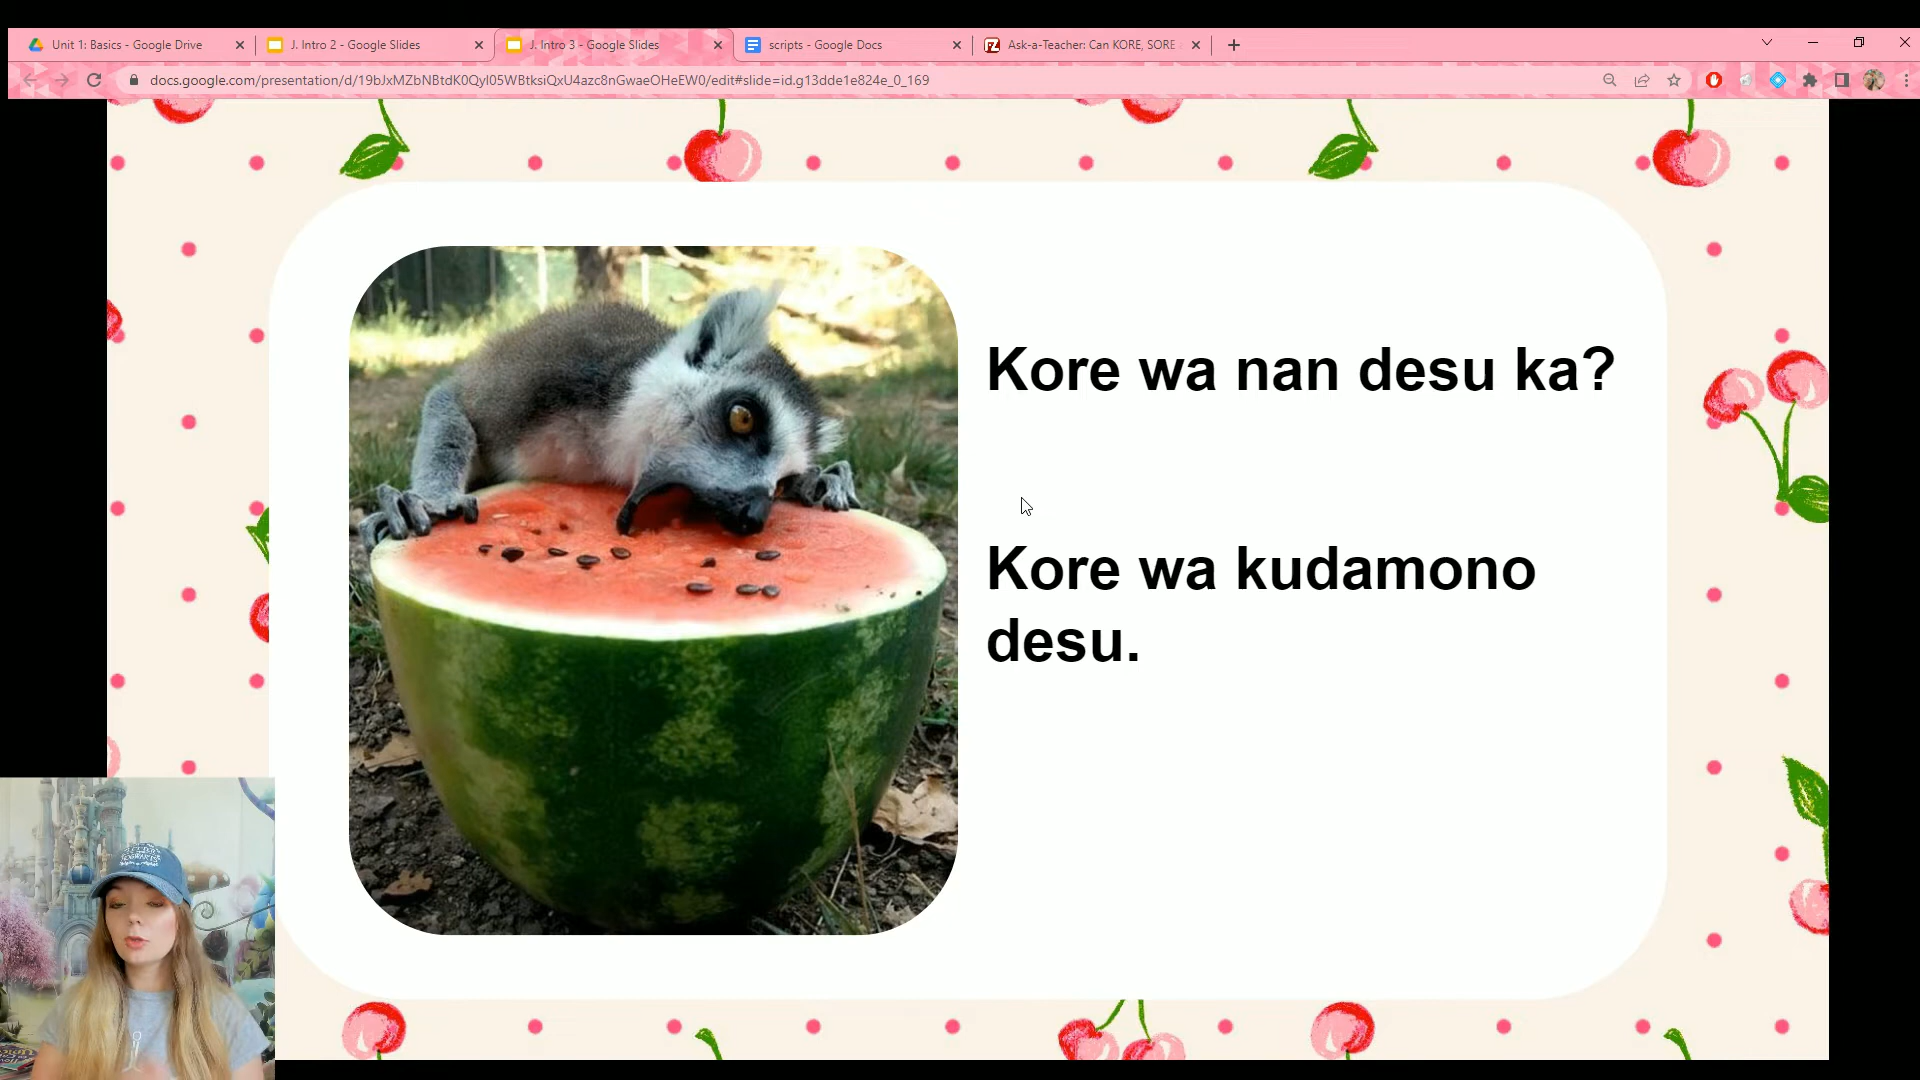 Unit 1: Basics - Google Drive
J. Intro 2 - Google Slides
J. Intro 3 - Google Slides
scripts - Google Docs
Ask-a-Teacher: Can KORE, SORE
docs.google.com/presentation/d/19bJxMZbNBtdK0Qyl05WBtksiQxU4azc8nGwaeOHeEW0/edit#slide=id.g13dde1e824e_0_169
Kore wa nan desu ka?
Kore wa kudamono
desu.